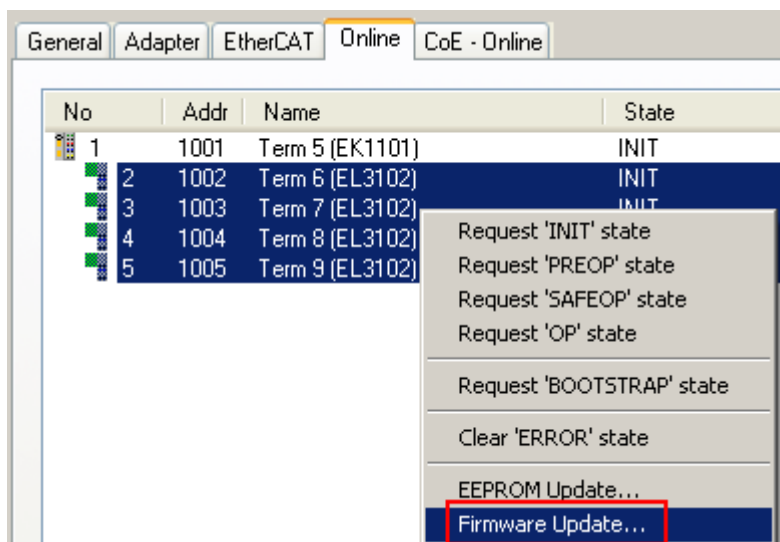 General Adapter EtherCAT Online CoE - Online
No Addr Name State
1 1001 Term 5 (EK1101) INIT
2 1002 Term 6 (EL3102) INIT
3 1003 Term 7 (EL3102) INIT
4 1004 Term 8 (EL3102)
5 1005 Term 9 (EL3102)
Request 'INIT' state
Request 'PREOP' state
Request 'SAFEOP' state
Request 'OP' state
Request 'BOOTSTRAP' state
Clear 'ERROR' state
EEPROM Update...
Firmware Update...